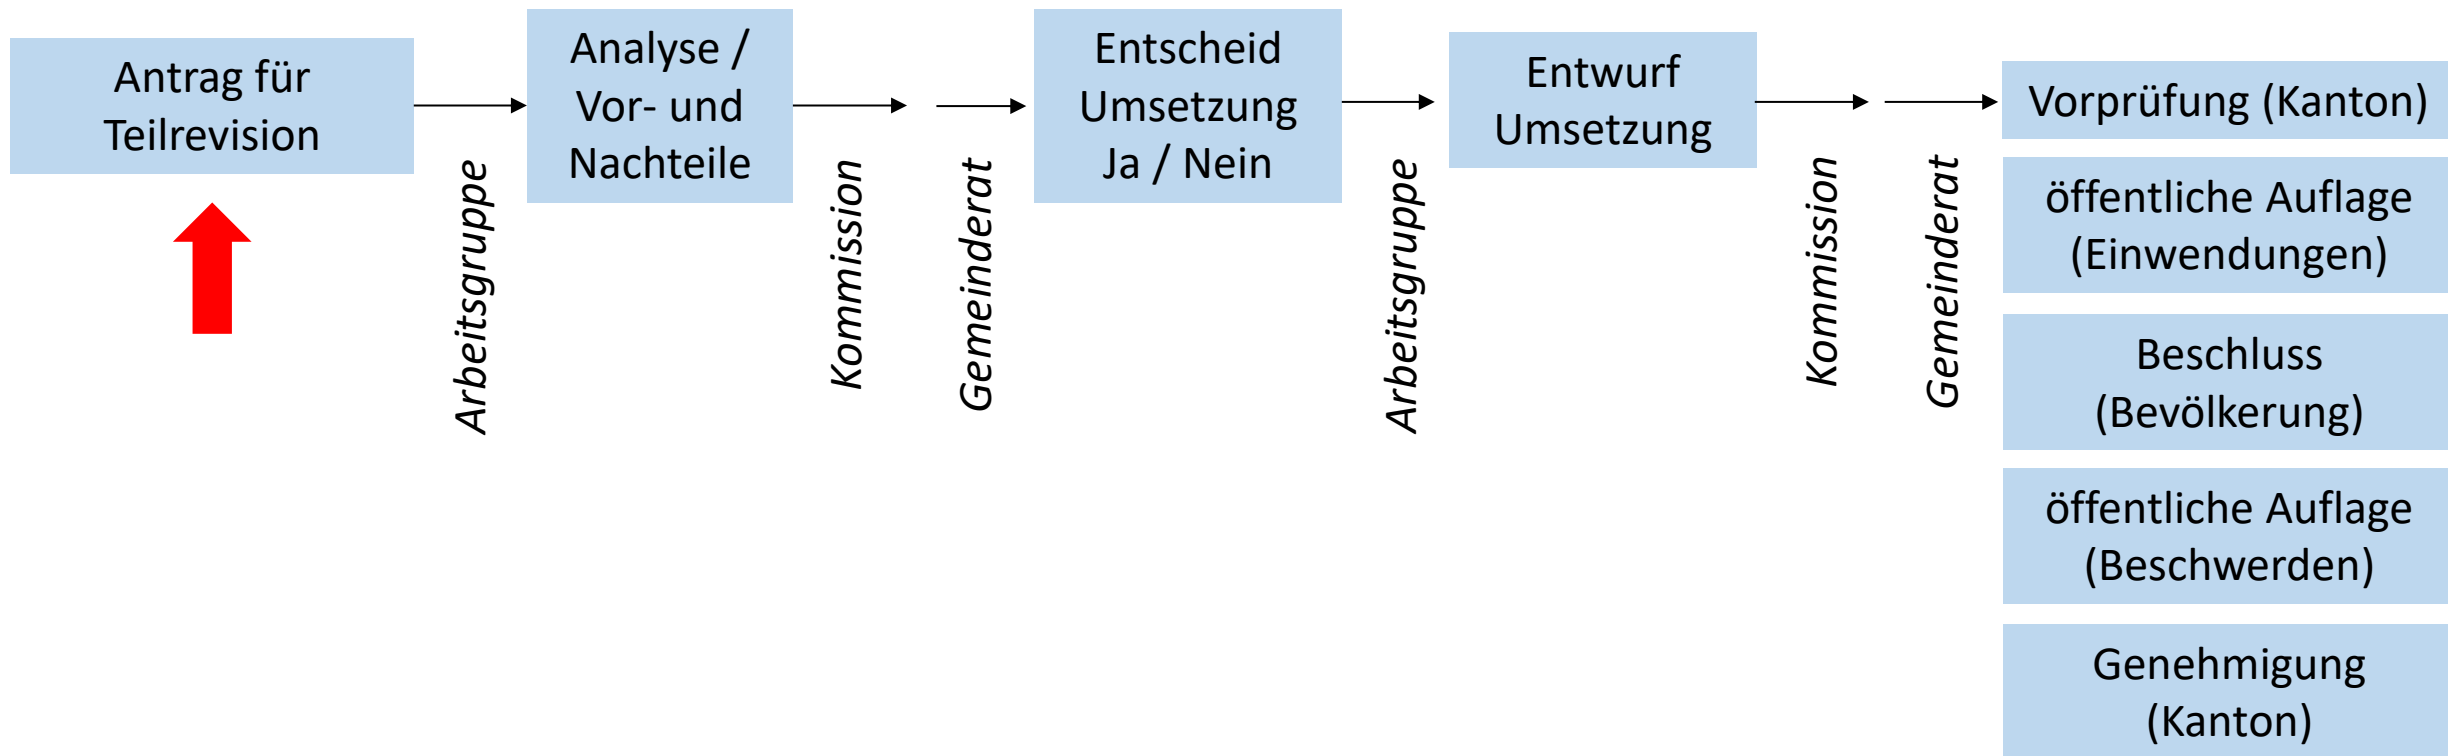 Antrag für
Teilrevision
Arbeitsgruppe
Analyse /
Vor- und
Nachteile
Kommission
Gemeinderat
Entscheid
Umsetzung
Ja / Nein
Arbeitsgruppe
Entwurf
Umsetzung
Kommission
Gemeinderat
Vorprüfung (Kanton)
öffentliche Auflage
(Einwendungen)
Beschluss
(Bevölkerung)
öffentliche Auflage
(Beschwerden)
Genehmigung
(Kanton)